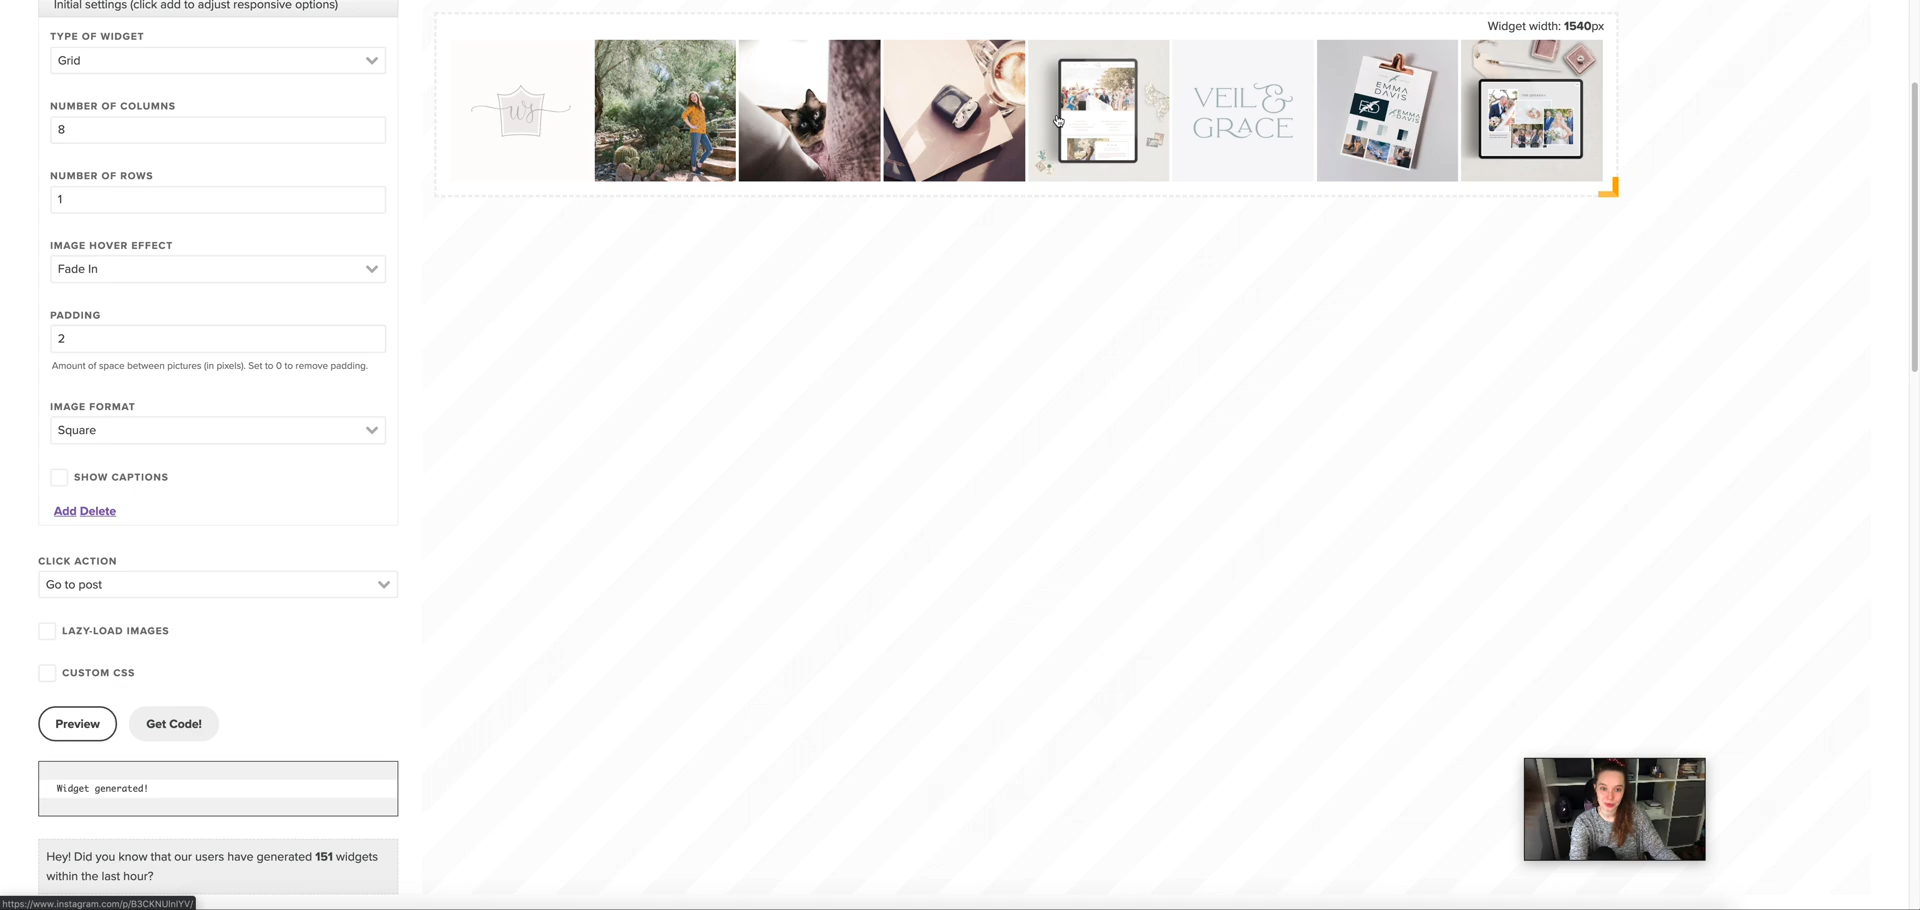 Initial settings (click add to adjust responsive options)
TYPE OF WIDGET
Grid
NUMBER OF COLUMNS
8
NUMBER OF ROWS
1
IMAGE HOVER EFFECT
Fade In
PADDING
2
Amount of space between pictures (in pixels). Set to 0 to remove padding.
IMAGE FORMAT
Square
SHOW CAPTIONS
Add Delete
CLICK ACTION
Go to post
LAZY-LOAD IMAGES
CUSTOM CSS
Preview
Get Code!
Widget generated!
Hey! Did you know that our users have generated 151 widgets
within the last hour?
https://www.instagram.com/p/B3CKNUlnIYV/
Widget width: 1540px
ws
VEIL &
GRACE
EMMA
DAVIS
ED
EMMA
DAVIS